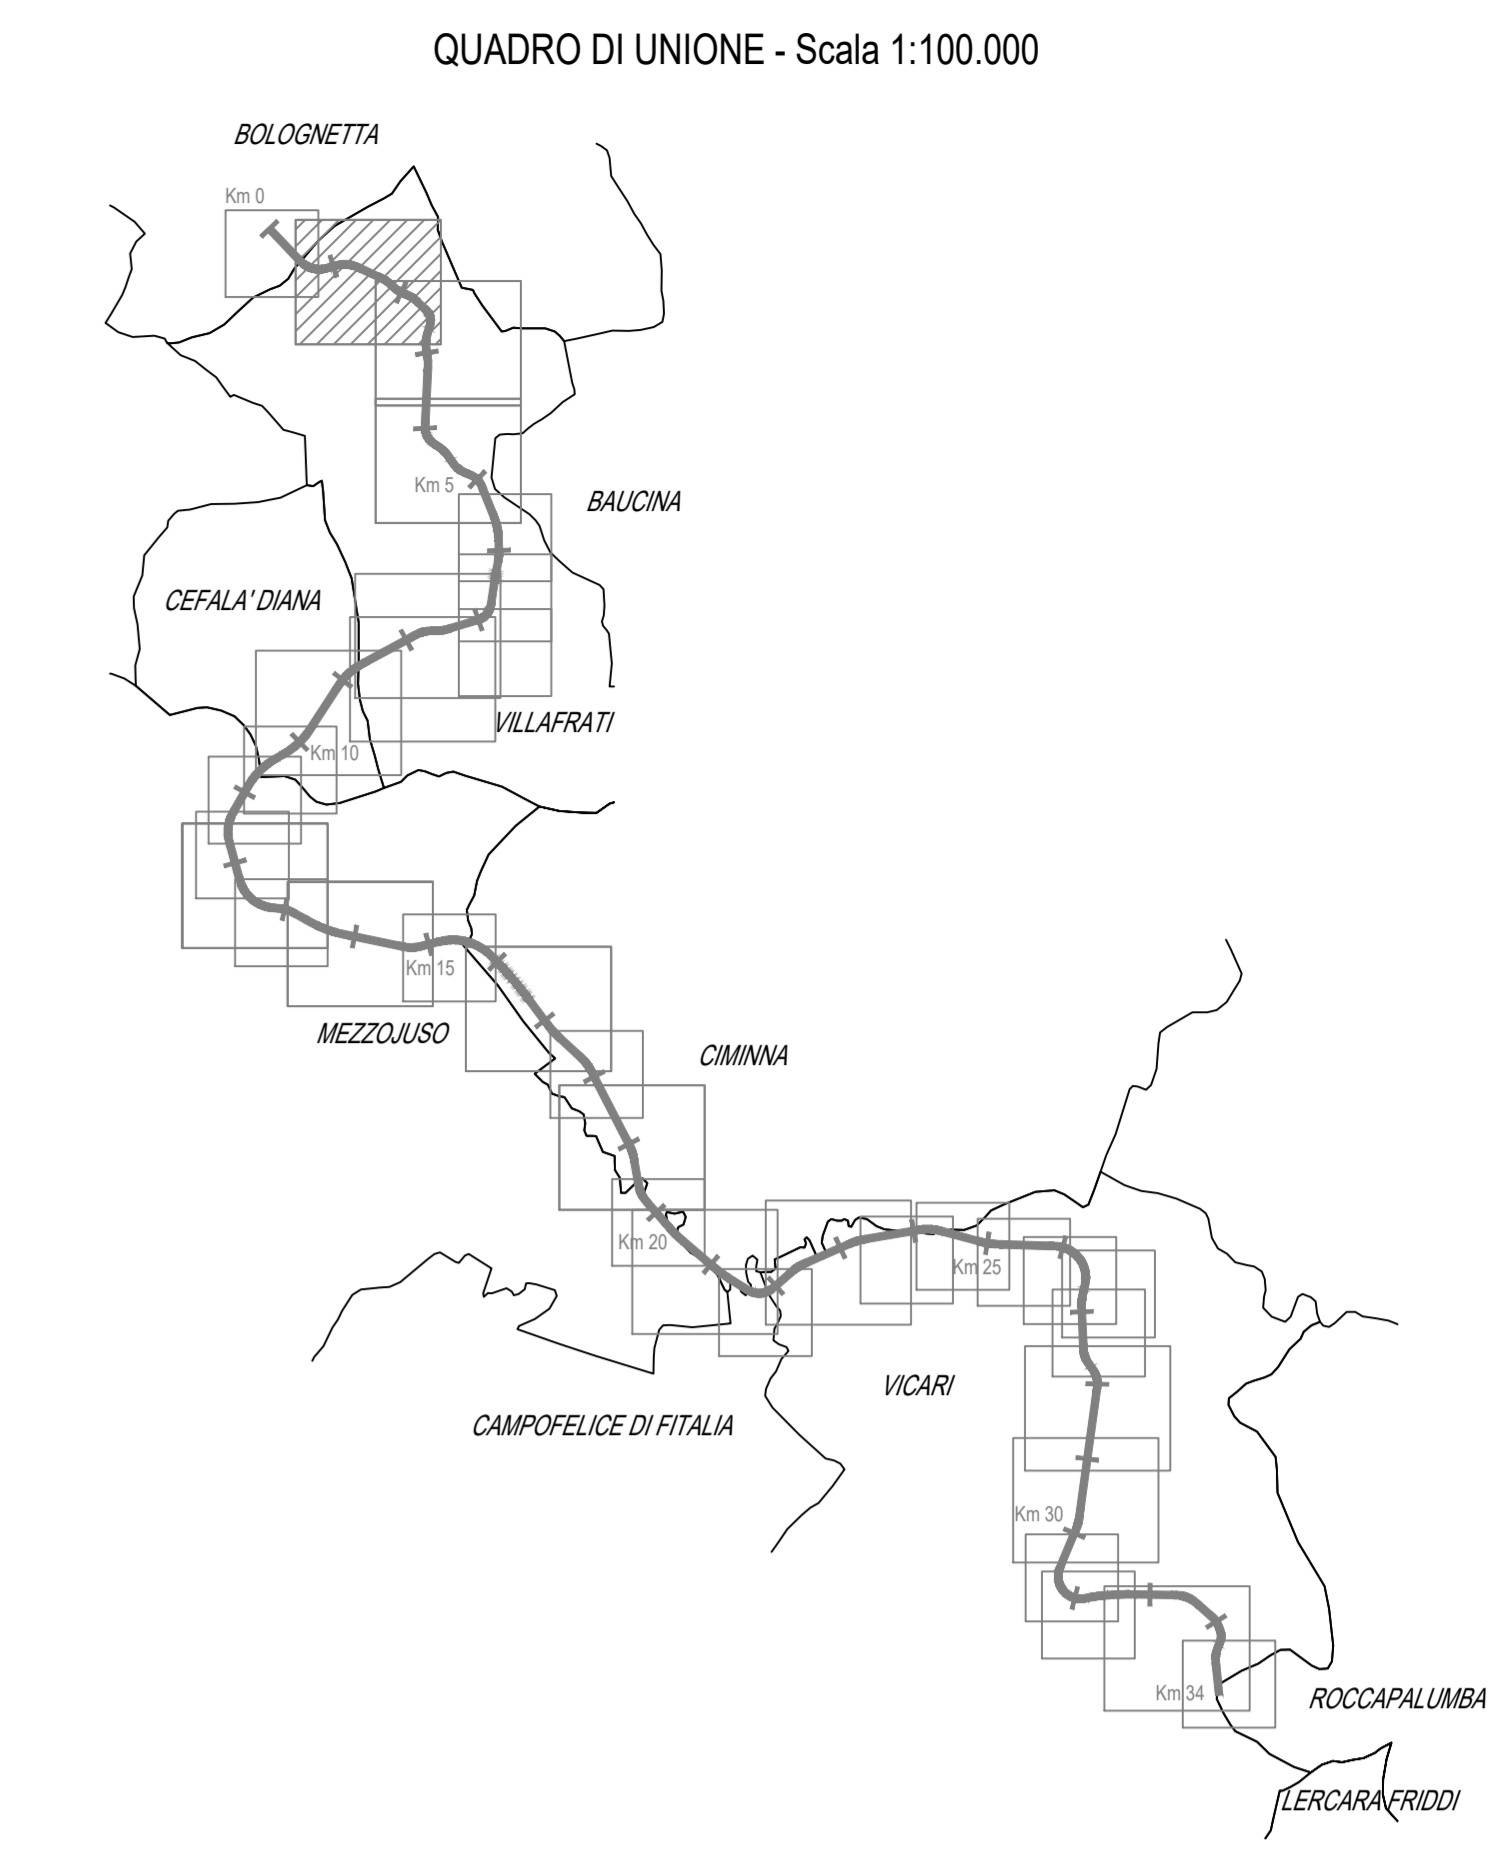 QUADRO DI UNIONE - Scala 1:100.000
BOLOGNETTA
Km 0
Km 5
BAUCINA
CEFALA' DIANA
VILLAFRATI
Km 10
Km 15
MEZZOJUSO
CIMINNA
Km 20
Km 25
VICARI
CAMPOFELICE DI FITALIA
Km 30
Km 34
ROCCAPALUMBA
LERCARA FRIDDI